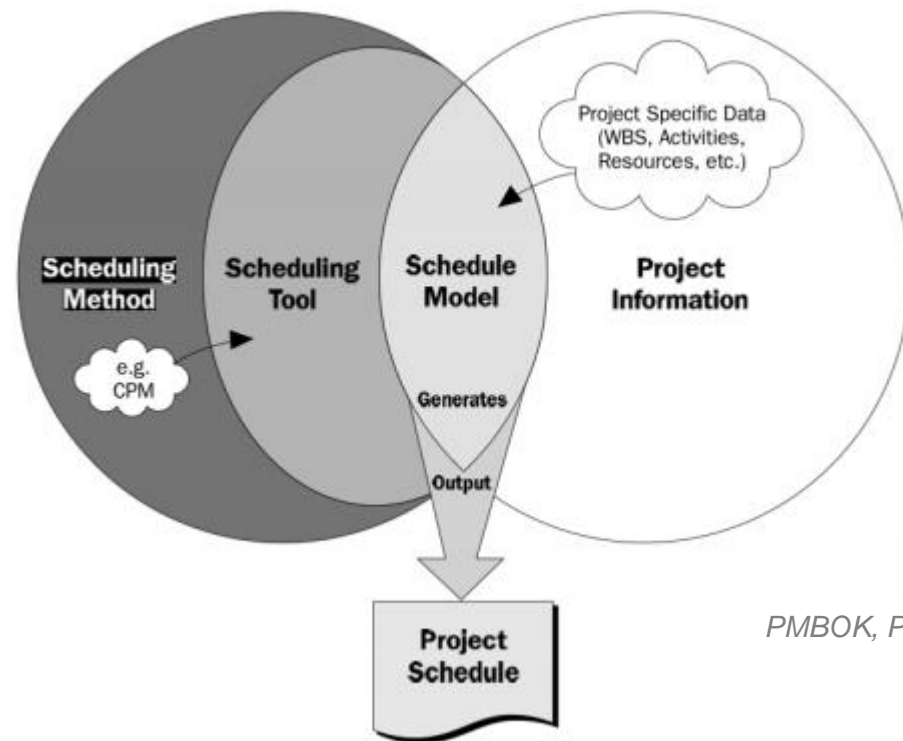 Project Specific Data
(WBS, Activities,
Resources, etc.)
Scheduling
Method
Scheduling
Tool
Schedule
Model
Project
Information
e.g.
CPM
Generates
Output
Project
Schedule
PMBOK, P